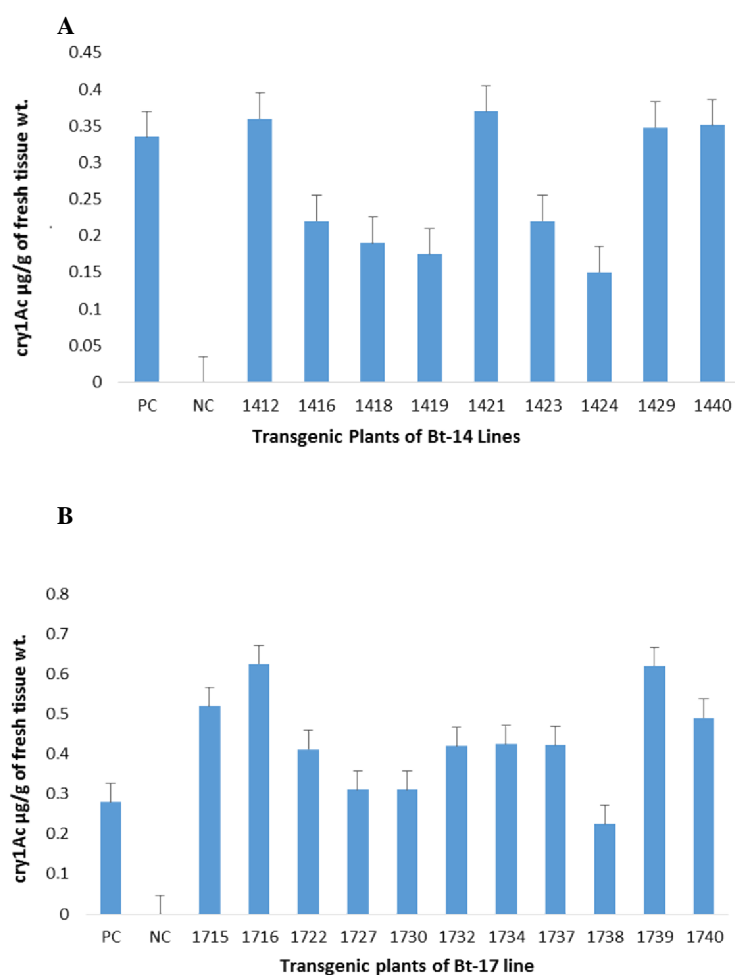 A
cry1Ac µg/g of fresh tissue wt.
0.45
0.4
0.35
0.3
0.25
0.2
0.15
0.1
0.05
0
PC NC 1412 1416 1418 1419 1421 1423 1424 1429 1440
Transgenic Plants of Bt-14 Lines
B
cry1Ac µg/g of fresh tissue wt.
0.8
0.7
0.6
0.5
0.4
0.3
0.2
0.1
0
PC NC 1715 1716 1722 1727 1730 1732 1734 1737 1738 1739 1740
Transgenic plants of Bt-17 line